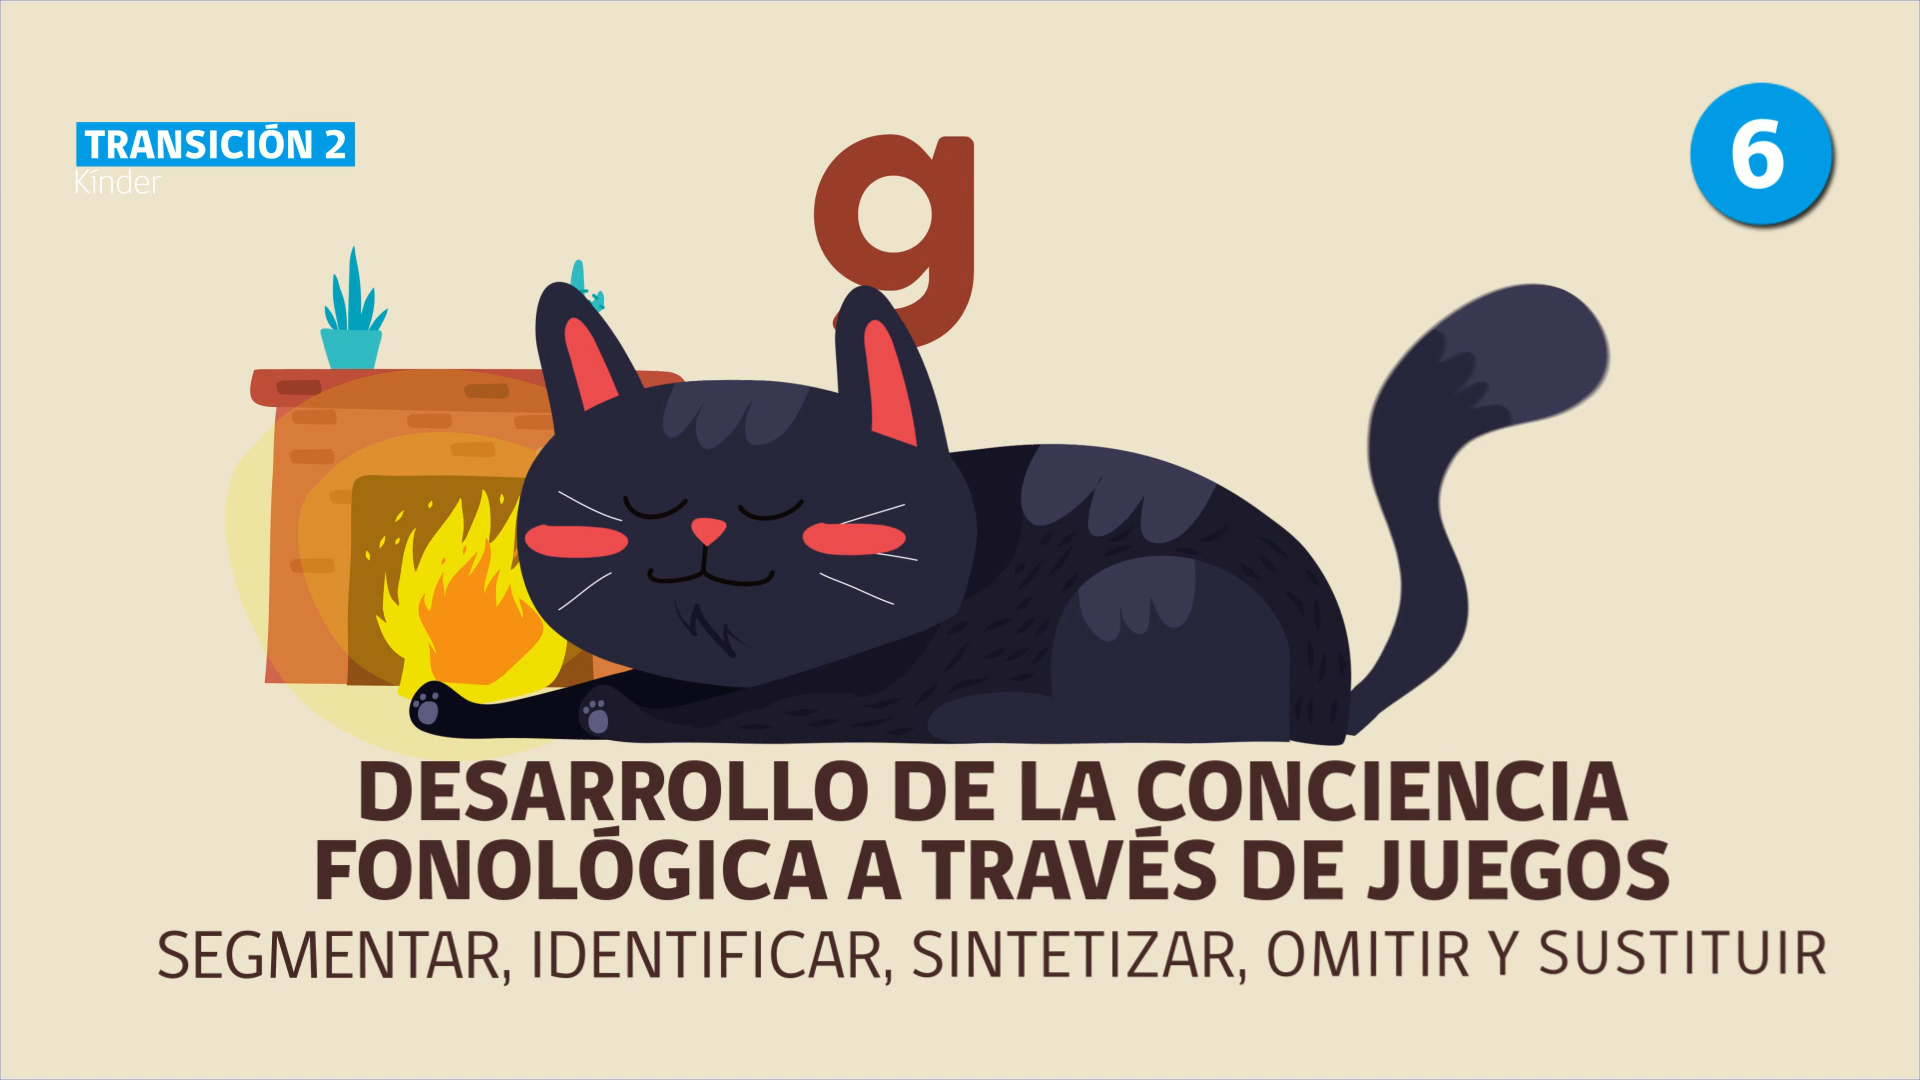 TRANSICIÓN 2
Kínder
6
g
DESARROLLO DE LA CONCIENCIA
FONOLÓGICA A TRAVÉS DE JUEGOS
SEGMENTAR, IDENTIFICAR, SINTETIZAR, OMITIR Y SUSTITUIR